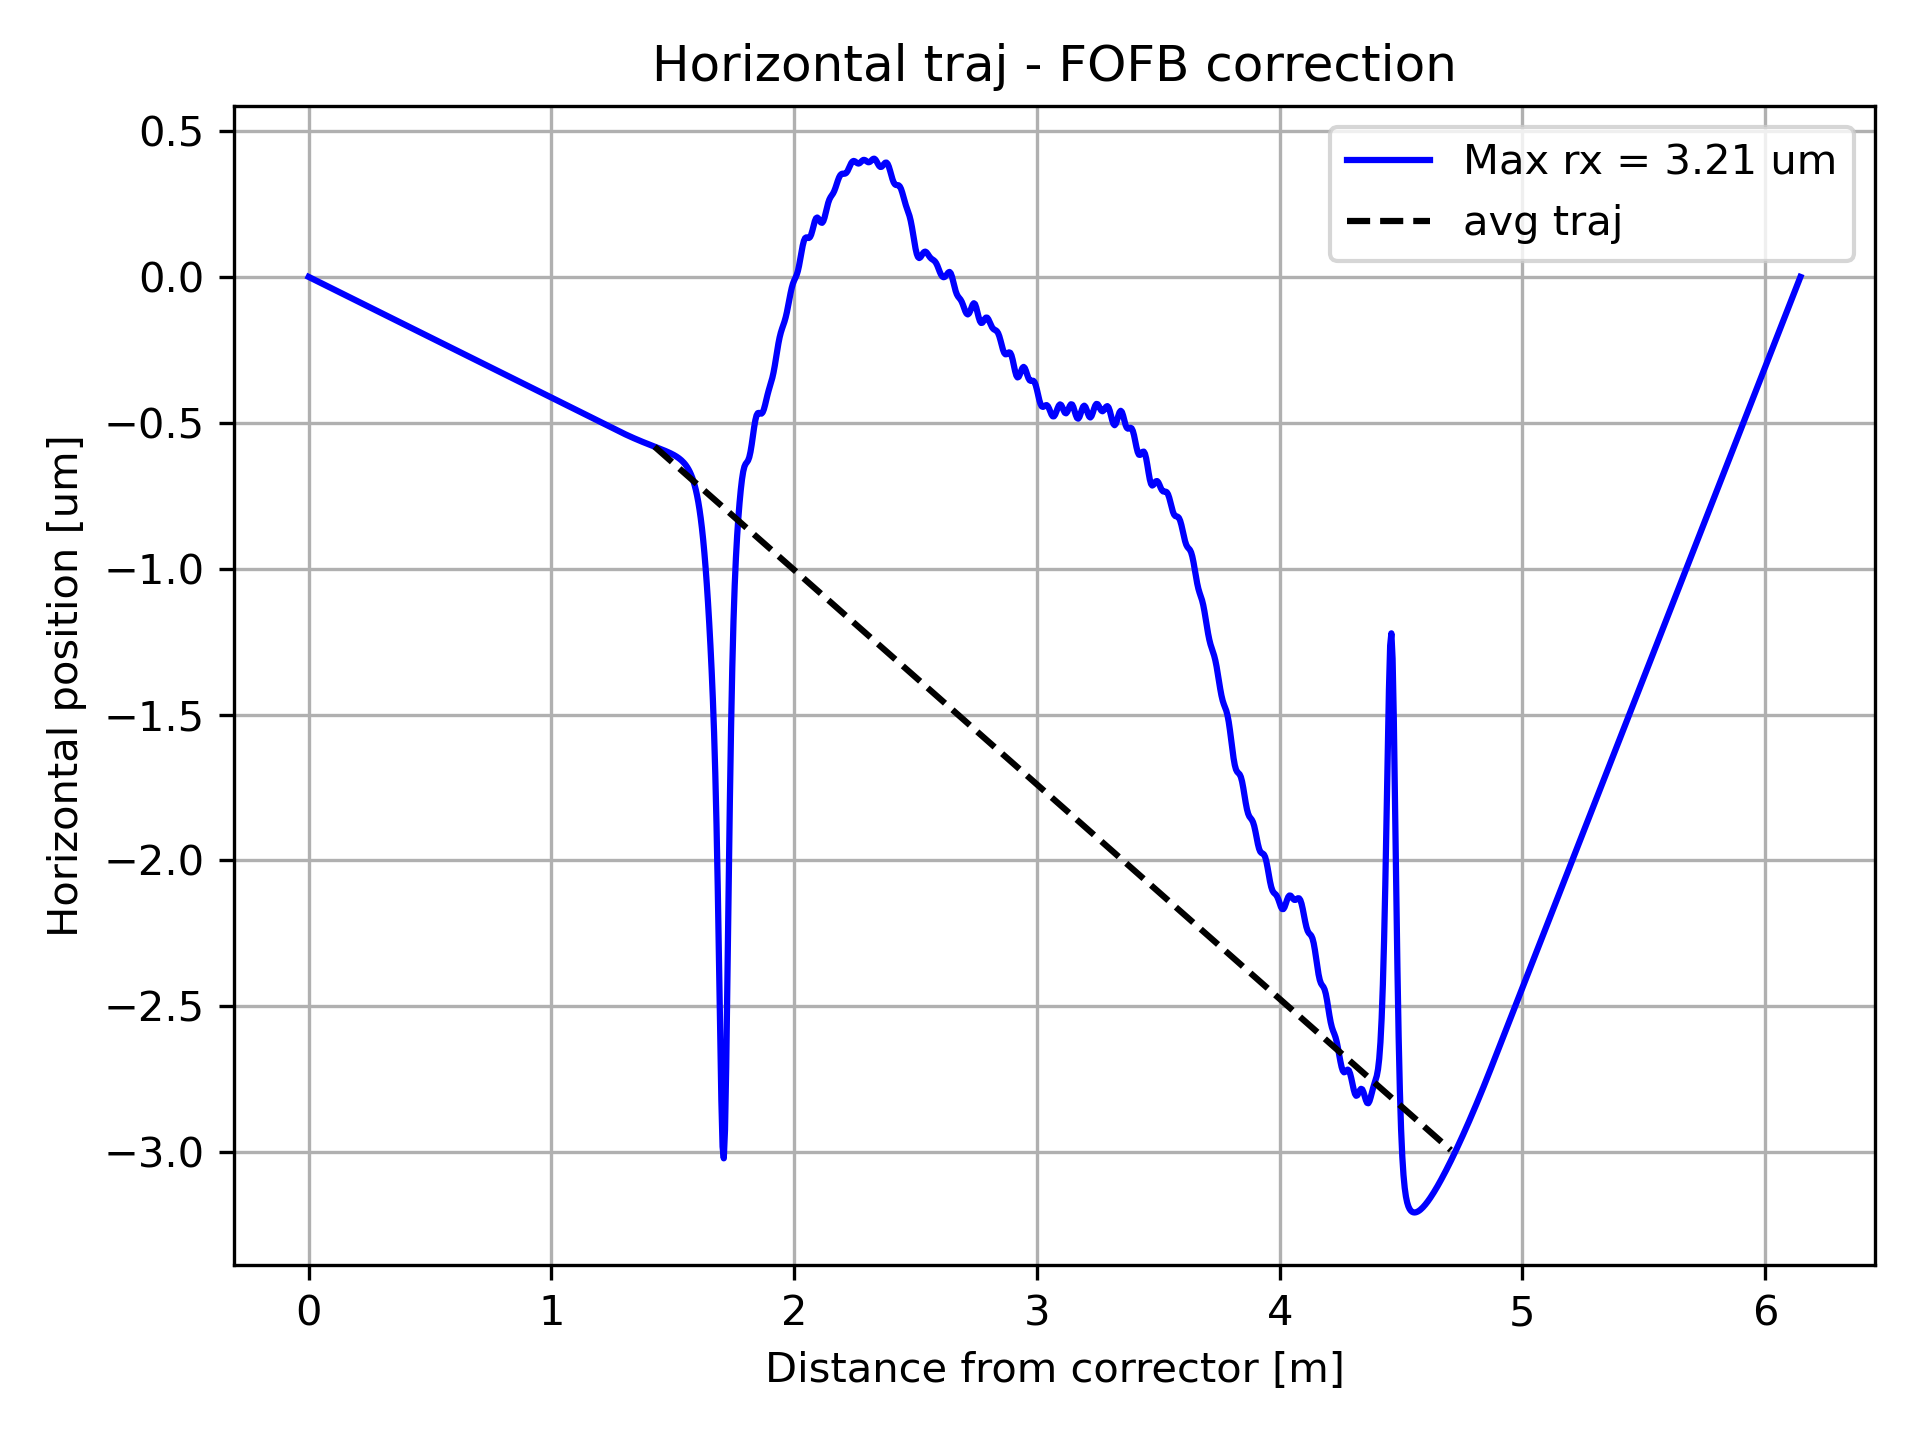 Horizontal traj - FOFB correction
Max rx = 3.21 um
avg traj
Horizontal position [um]
0.5
0.0
−0.5
−1.0
−1.5
−2.0
−2.5
−3.0
0 1 2 3 4 5 6
Distance from corrector [m]